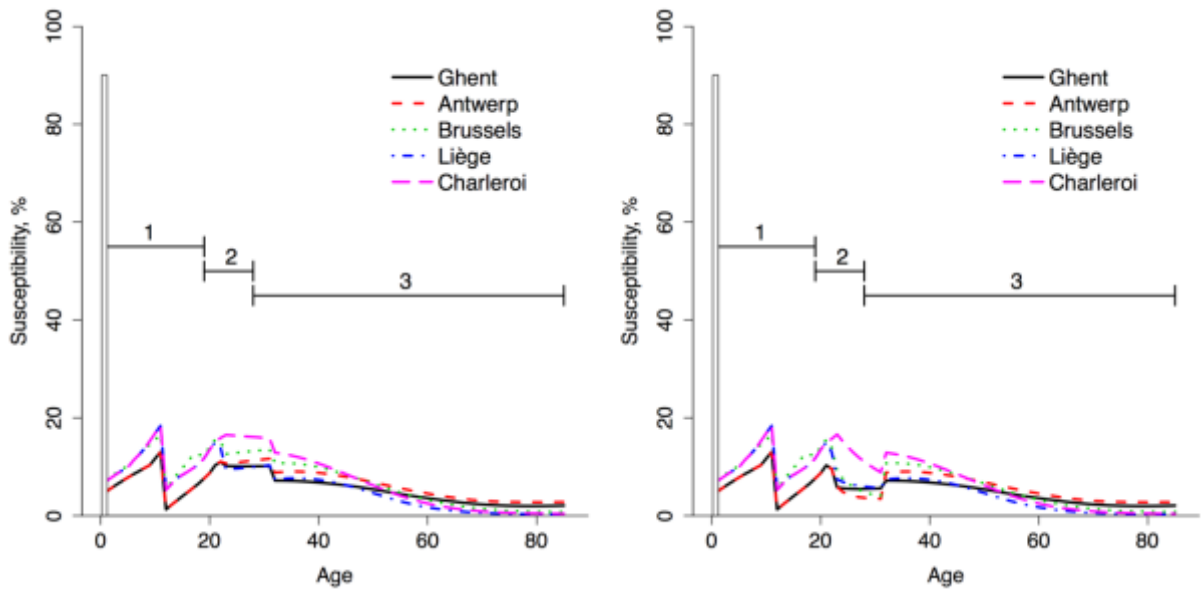 100
80
60
40
20
0
Susceptibility, %
Ghent
Antwerp
Brussels
Liège
Charleroi
1
2
3
0 20 40 60 80
Age
100
80
60
40
20
0
Susceptibility, %
Ghent
Antwerp
Brussels
Liège
Charleroi
1
2
3
0 20 40 60 80
Age